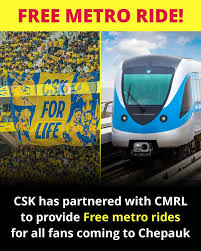 FREE METRO RIDE!
CSK
FOR
LIFE
CSK has partnered with CMRL
to provide Free metro rides
for all fans coming to Chepauk